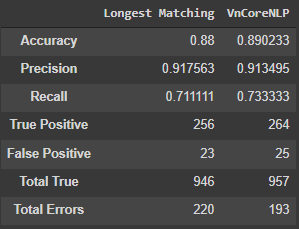 Longest Matching VnCoreNLP
Accuracy 0.88 0.890233
Precision 0.917563 0.913495
Recall 0.711111 0.733333
True Positive 256 264
False Positive 23 25
Total True 946 957
Total Errors 220 193